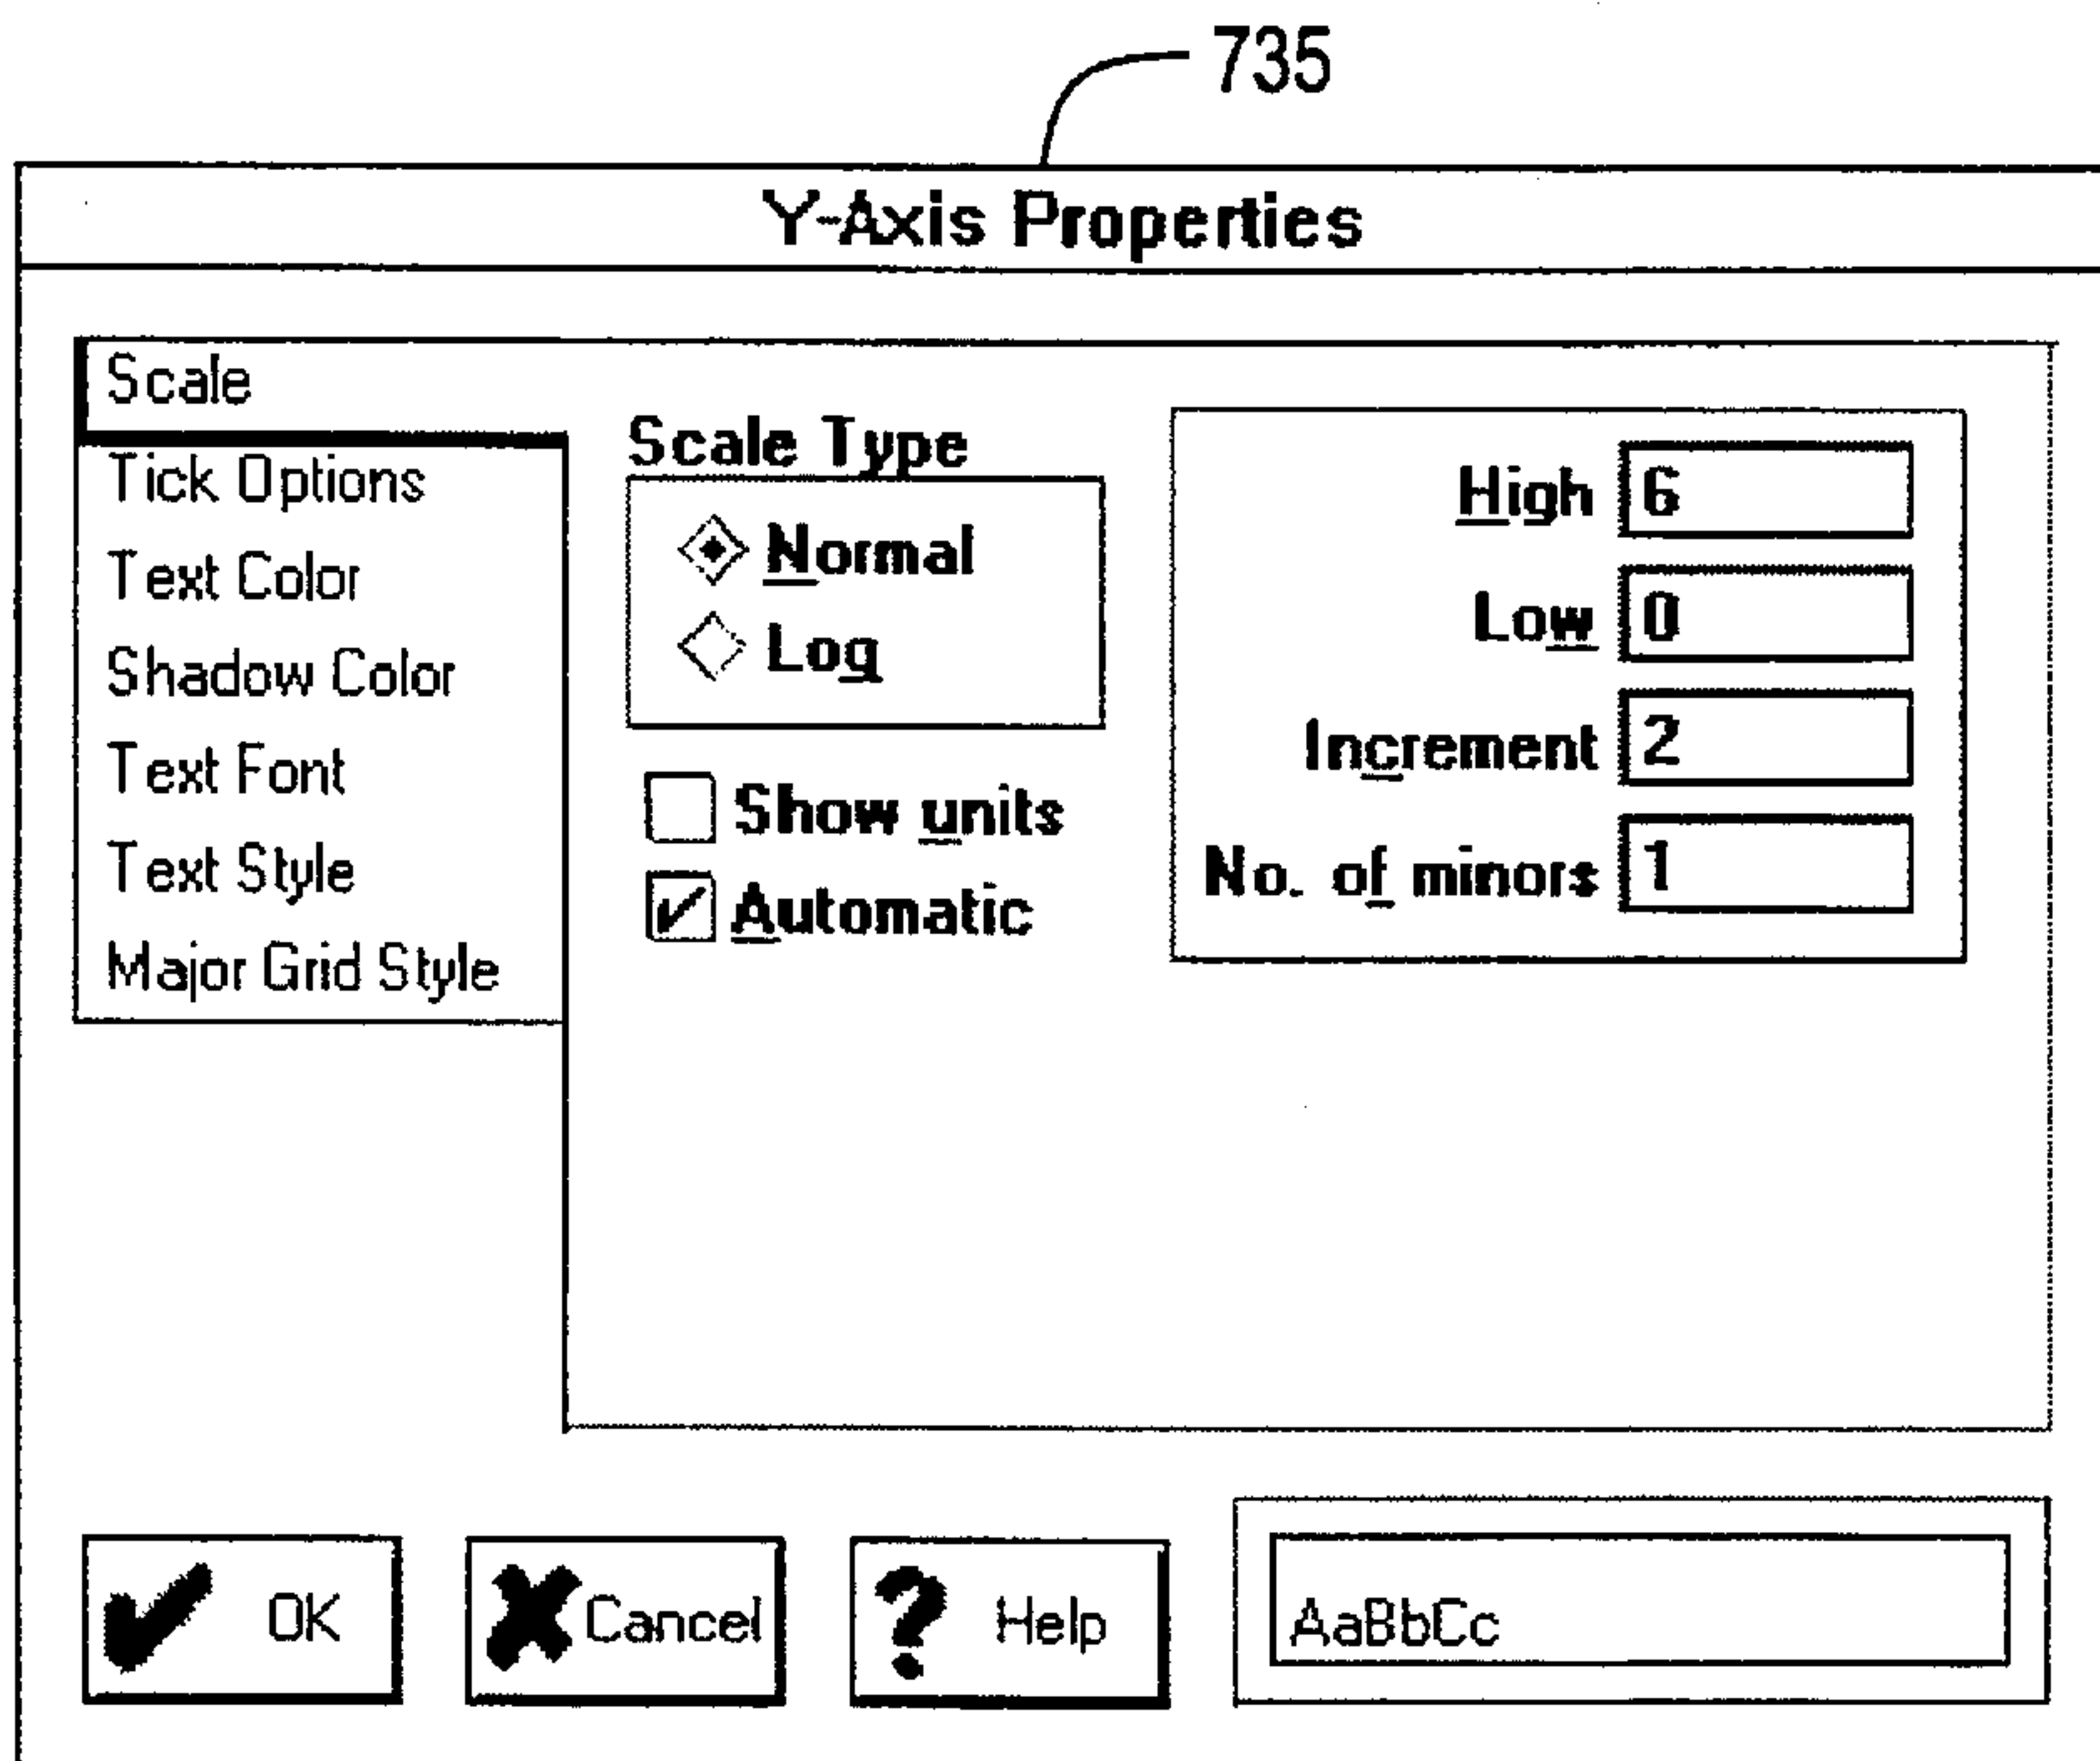 735
Y-Axis Properties
Scale
Tick Options
Text Color
Shadow Color
Text Font
Text Style
Major Grid Style
Scale Type
Normal
Log
Show units
Automatic
High 6
Low 0
Increment 2
No. of minors 1
OK
Cancel
Help
AaBbCc